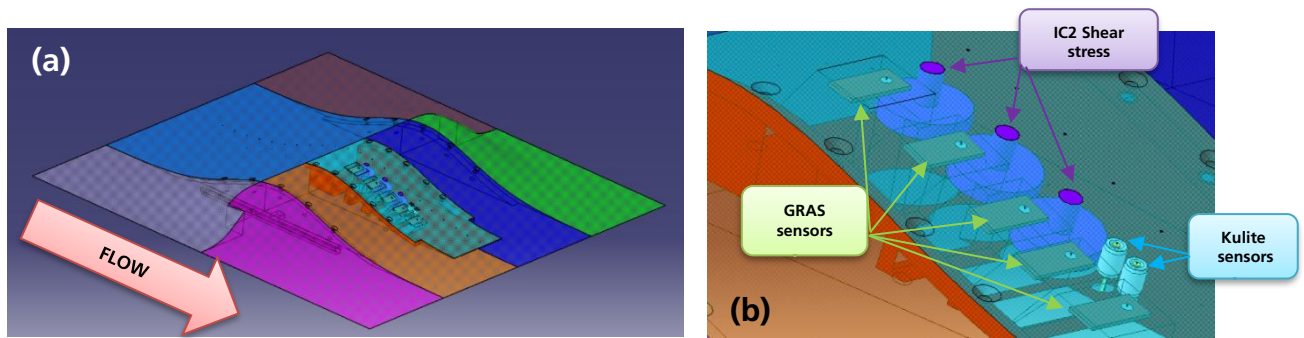 (a)
FLOW
IC2 Shear
stress
GRAS
sensors
Kulite
sensors
(b)